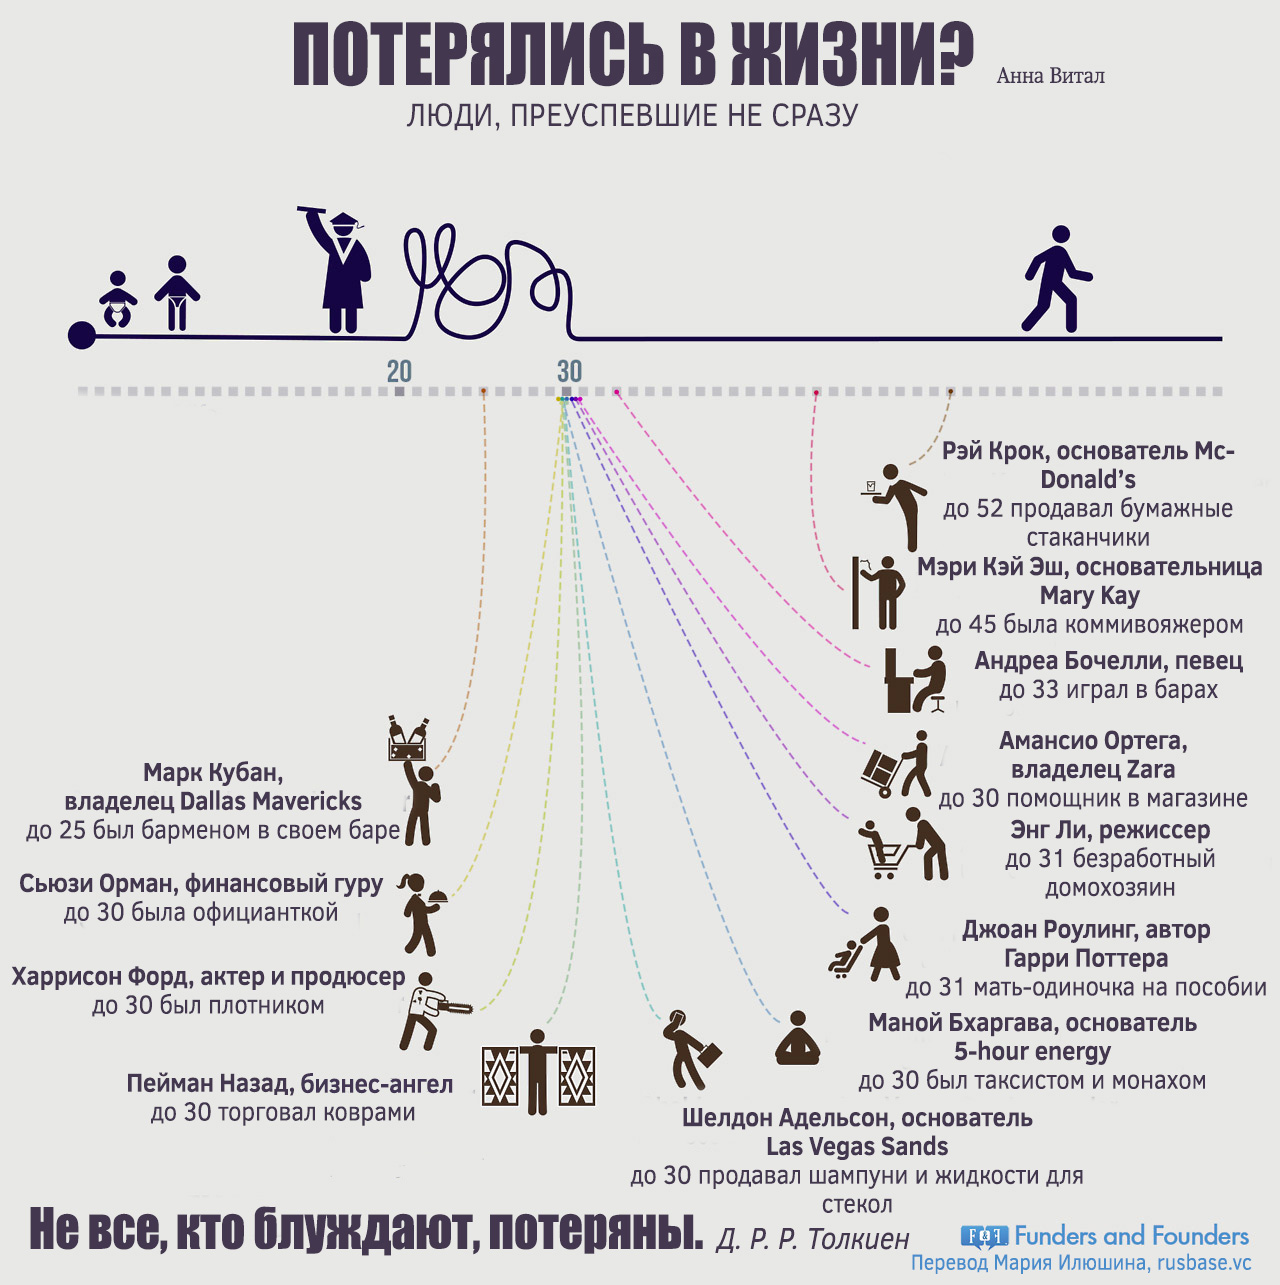 ПОТЕРЯЛИСЬ В ЖИЗНИ?
Анна Витал
ЛЮДИ, ПРЕУСПЕВШИЕ НЕ СРАЗУ
20
30
Рэй Крок, основатель Mc-
Donald's
до 52 продавал бумажные
стаканчики
Мэри Кэй Эш, основательница
Mary Kay
до 45 была коммивояжером
Андреа Бочелли, певец
до 33 играл в барах
Амансио Ортега,
владелец Zara
до 30 помощник в магазине
Энг Ли, режиссер
до 31 безработный
домохозяин
Джоан Роулинг, автор
Гарри Поттера
до 31 мать-одиночка на пособии
Маной Бхаргава, основатель
5-hour energy
до 30 был таксистом и монахом
Шелдон Адельсон, основатель
Las Vegas Sands
до 30 продавал шампуни и жидкости для
стекол
Марк Кубан,
владелец Dallas Mavericks
до 25 был барменом в своем баре
Сьюзи Орман, финансовый гуру
до 30 была официанткой
Харрисон Форд, актер и продюсер
до 30 был плотником
Пейман Назад, бизнес-ангел
до 30 торговал коврами
Не все, кто блуждают, потеряны.
Д. Р. Р. Толкиен
F & F Funders and Founders
Перевод Мария Илюшина, rusbase.vc